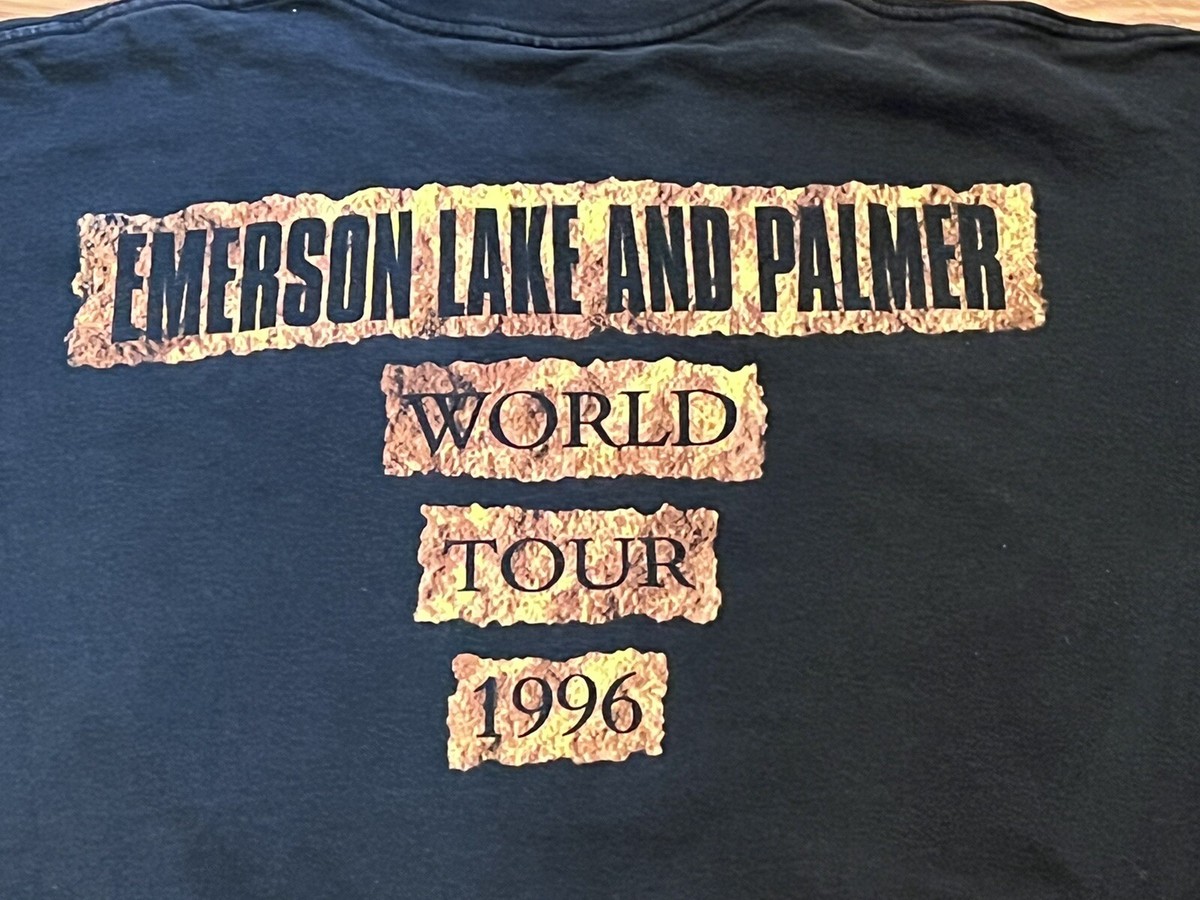 EMERSON LAKE AND PALMER
WORLD
TOUR
1996